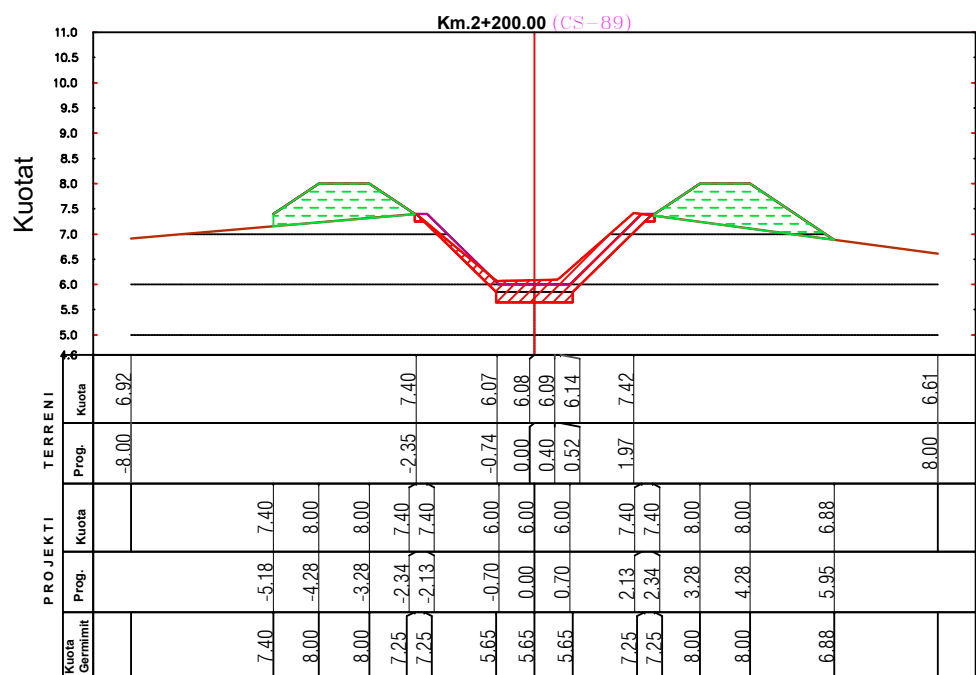 Km.2+200.00 (CS-89)
Kuotat
11.0
10.5
10.0
9.5
9.0
8.5
8.0
7.5
7.0
6.5
6.0
5.5
5.0
4.6
TERRENI
Kuota
6.92 7.40 6.07 6.08 6.09 6.14 7.42 6.61
Prog.
-8.00 -2.35 -0.74 0.00 0.40 0.52 1.97 8.00
PROJEKTI
Kuota
7.40 8.00 8.00 7.40 7.40 6.00 6.00 6.00 7.40 7.40 8.00 8.00 6.88
Prog.
-5.18 -4.28 -3.28 -2.34 -2.13 -0.70 0.00 0.70 2.13 2.34 3.28 4.28 5.95
Kuota
Germimit
7.40 8.00 8.00 7.25 7.25 5.65 5.65 5.65 7.25 7.25 8.00 8.00 6.88